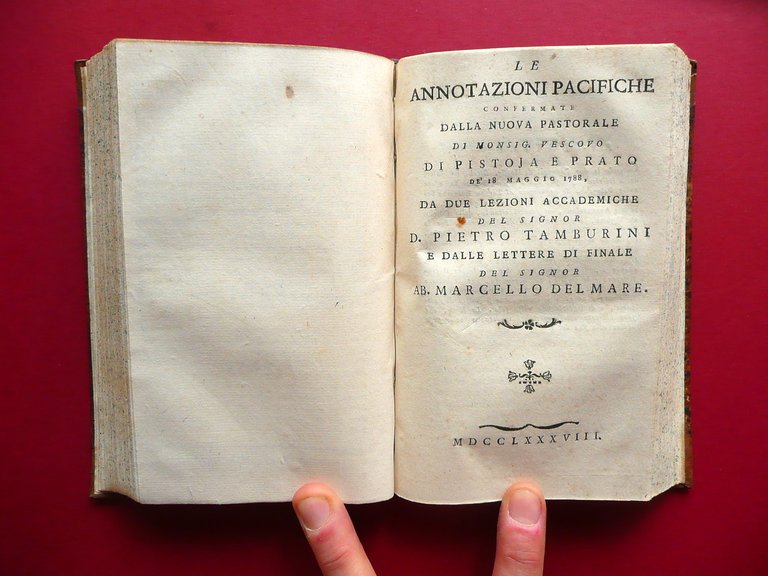 LE
ANNOTAZIONI PACIFICHE
CONFERMATE
DALLA NUOVA PASTORALE
DI MONSIG. VESCOVO
DI PISTOJA E PRATO
DE' 18 MAGGIO 1788,
DA DUE LEZIONI ACCADEMICHE
DEL SIGNOR
D. PIETRO TAMBURINI
E DALLE LETTERE DI FINALE
DEL SIGNOR
AB. MARCELLO DEL MARE.
MDCCLXXXVIII.